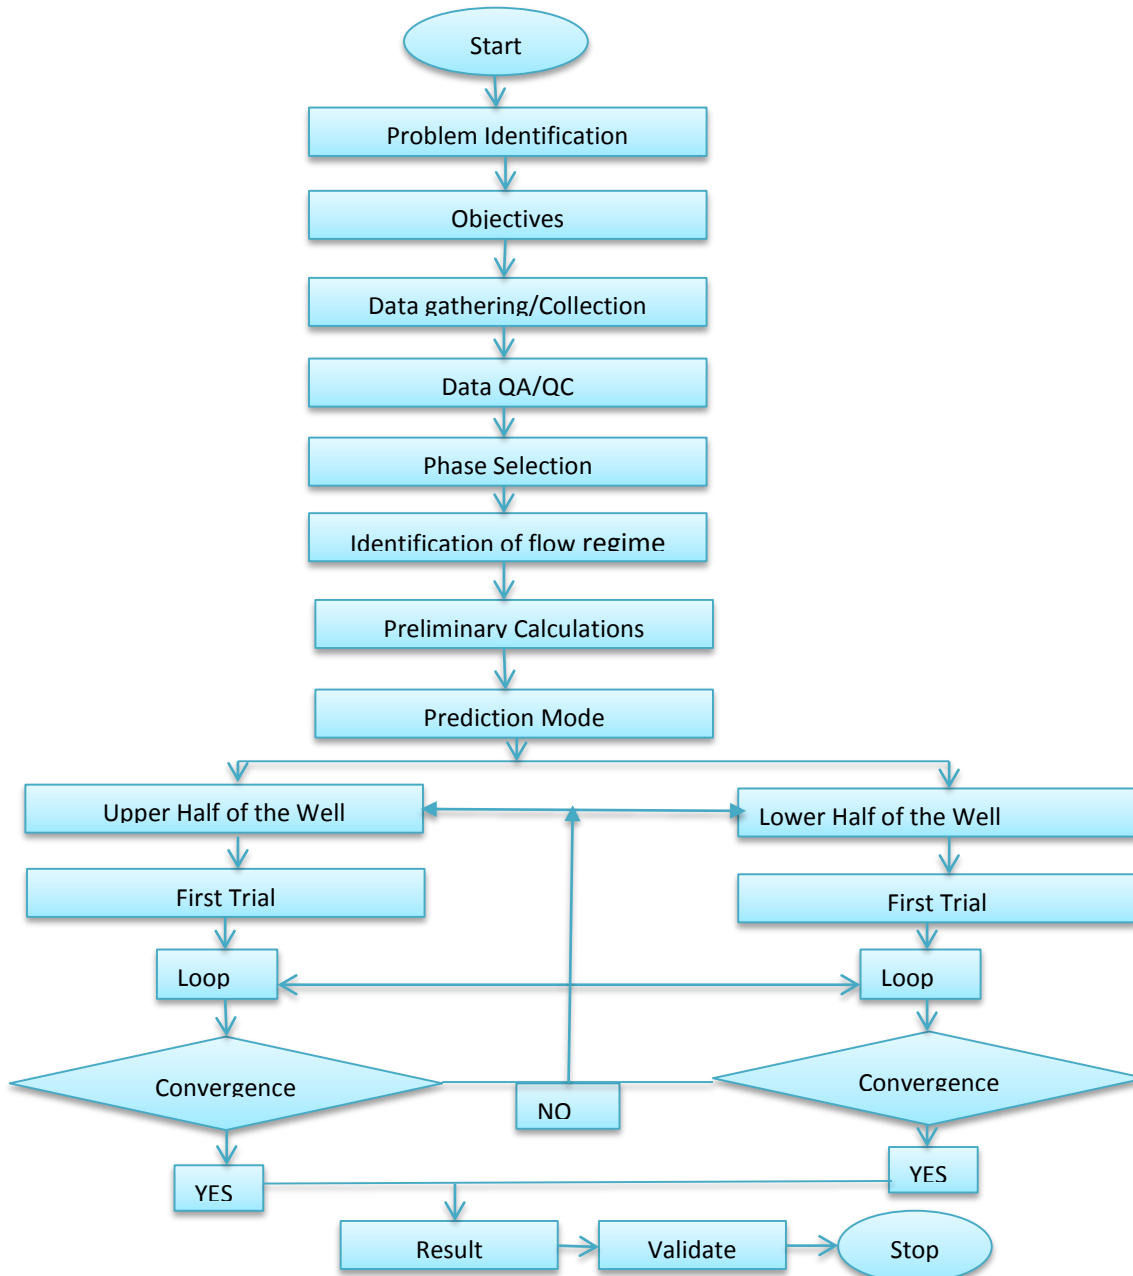 Start
Problem Identification
Objectives
Data gathering/Collection
Data QA/QC
Phase Selection
Identification of flow regime
Preliminary Calculations
Prediction Mode
Upper Half of the Well
Lower Half of the Well
First Trial
First Trial
Loop
Loop
Convergence
Convergence
NO
YES
YES
Result
Validate
Stop